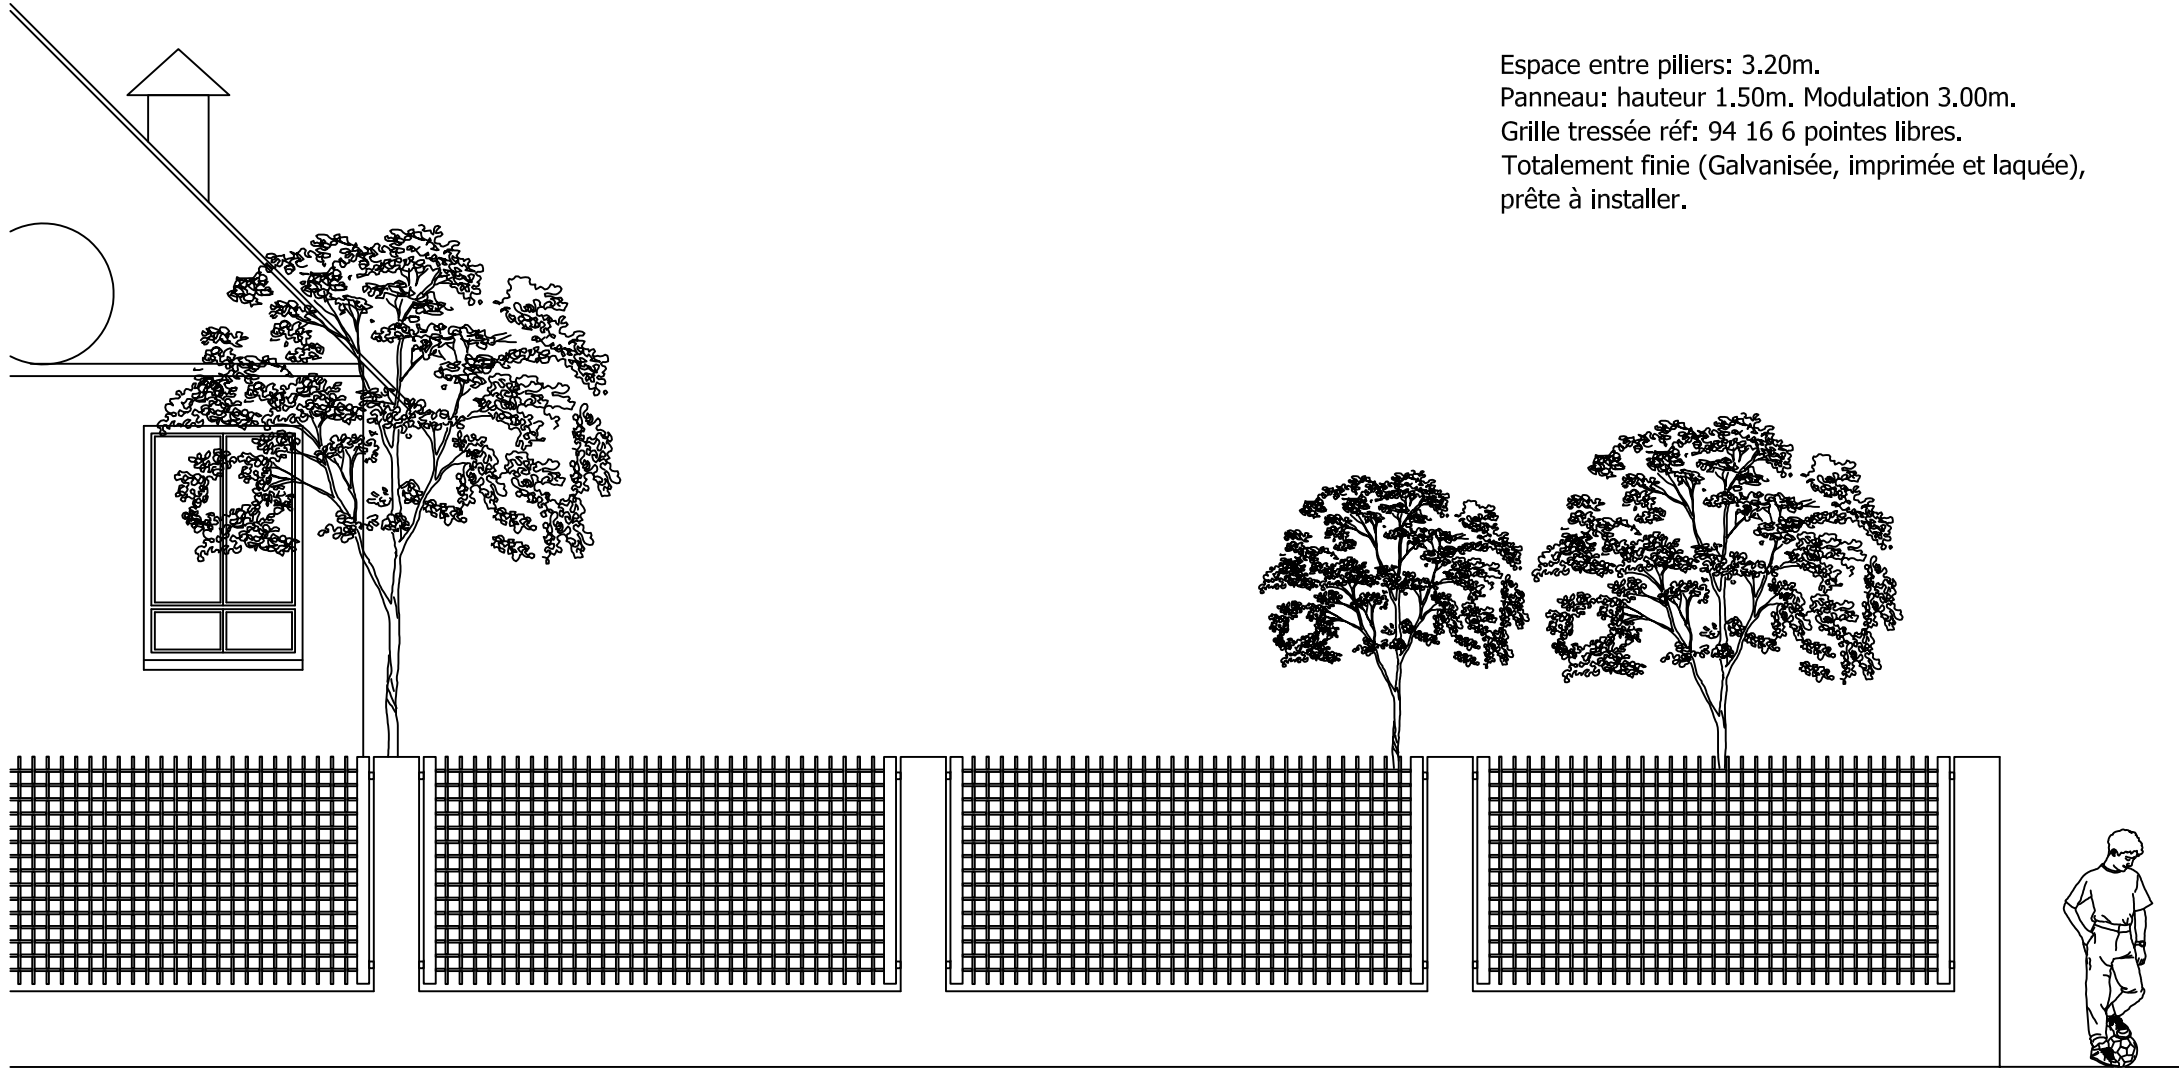 Espace entre piliers: 3.20m.
Panneau: hauteur 1.50m. Modulation 3.00m.
Grille tressée réf: 94 16 6 pointes libres.
Totalement finie (Galvanisée, imprimée et laquée),
prête à installer.